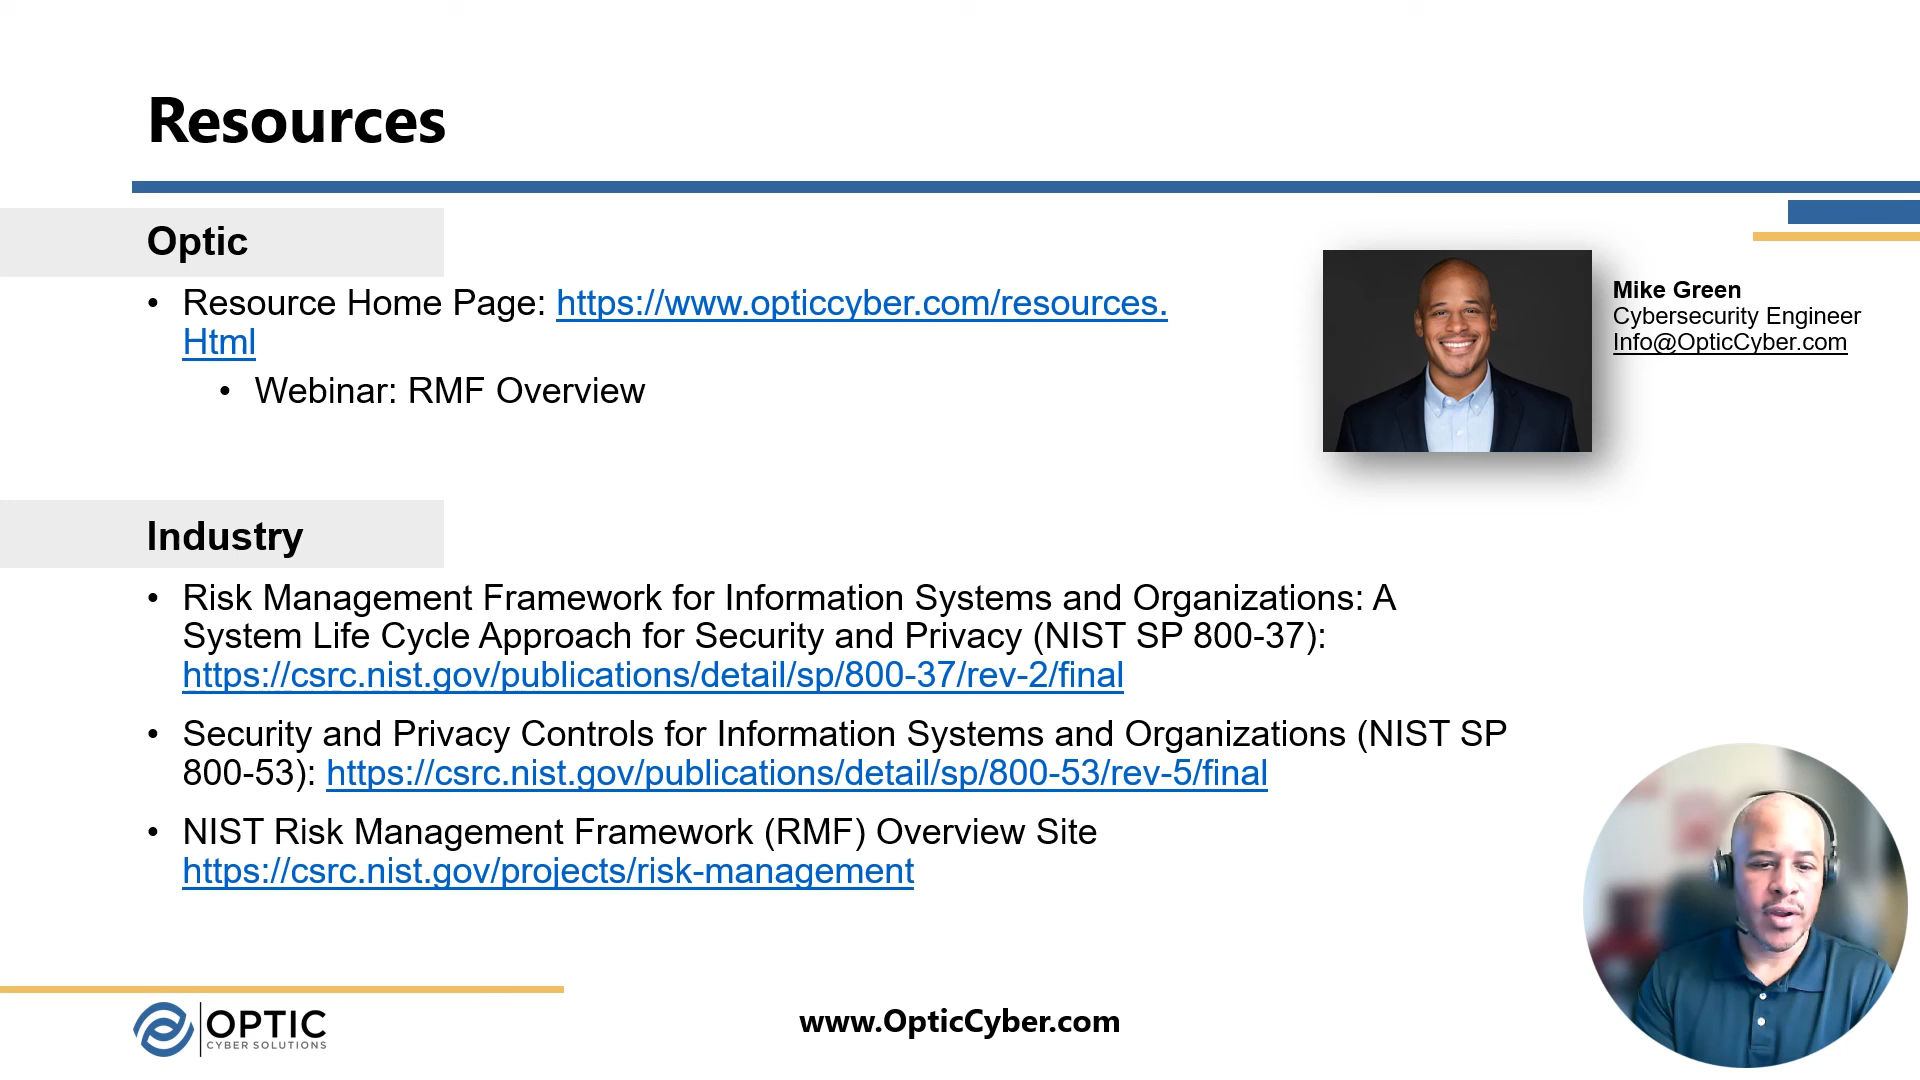 Resources
Optic
• Resource Home Page: https://www.opticcyber.com/resources.
Html
• Webinar: RMF Overview
Mike Green
Cybersecurity Engineer
Info@OpticCyber.com
Industry
• Risk Management Framework for Information Systems and Organizations: A
System Life Cycle Approach for Security and Privacy (NIST SP 800-37):
https://csrc.nist.gov/publications/detail/sp/800-37/rev-2/final
• Security and Privacy Controls for Information Systems and Organizations (NIST SP
800-53): https://csrc.nist.gov/publications/detail/sp/800-53/rev-5/final
• NIST Risk Management Framework (RMF) Overview Site
https://csrc.nist.gov/projects/risk-management
OPTIC
CYBER SOLUTIONS
www.OpticCyber.com